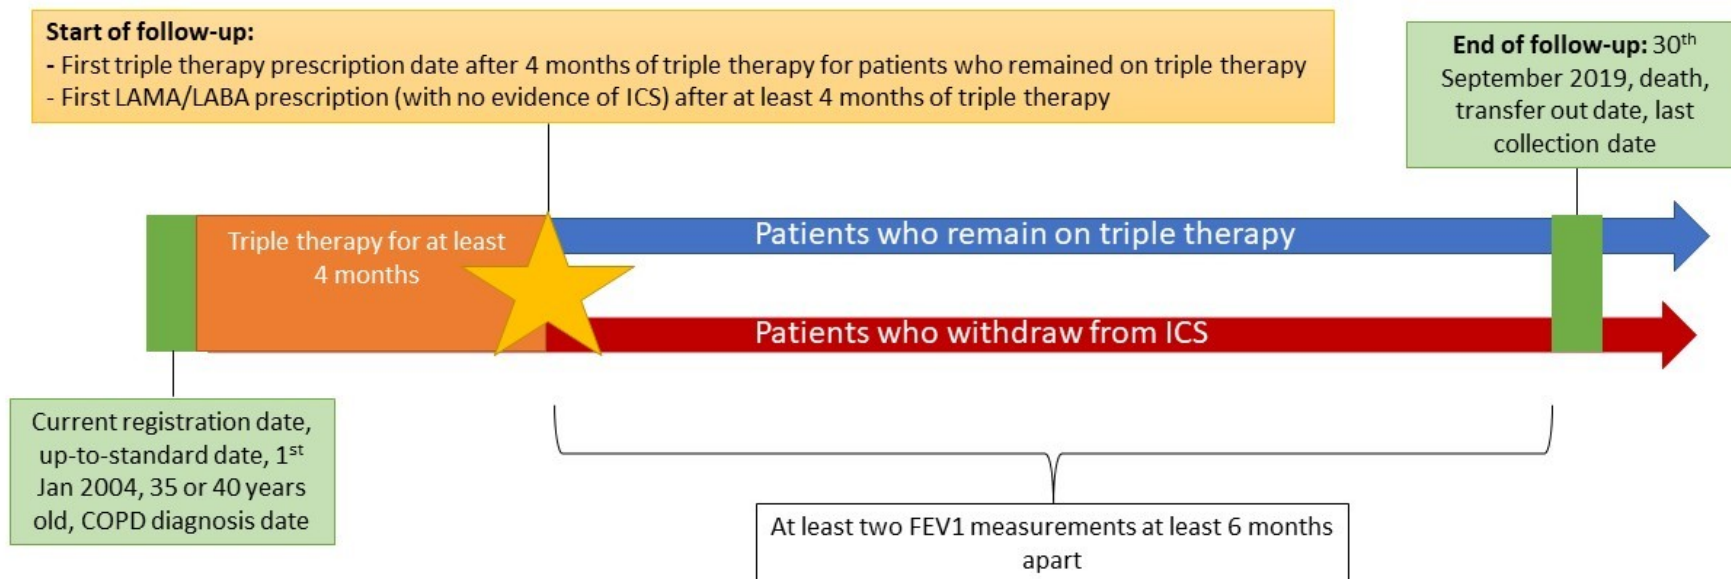 Start of follow-up:
- First triple therapy prescription date after 4 months of triple therapy for patients who remained on triple therapy
- First LAMA/LABA prescription (with no evidence of ICS) after at least 4 months of triple therapy
End of follow-up: 30th
September 2019, death,
transfer out date, last
collection date
Triple therapy for at least
4 months
Patients who remain on triple therapy
Patients who withdraw from ICS
Current registration date,
up-to-standard date, 1st
Jan 2004, 35 or 40 years
old, COPD diagnosis date
At least two FEV1 measurements at least 6 months
apart